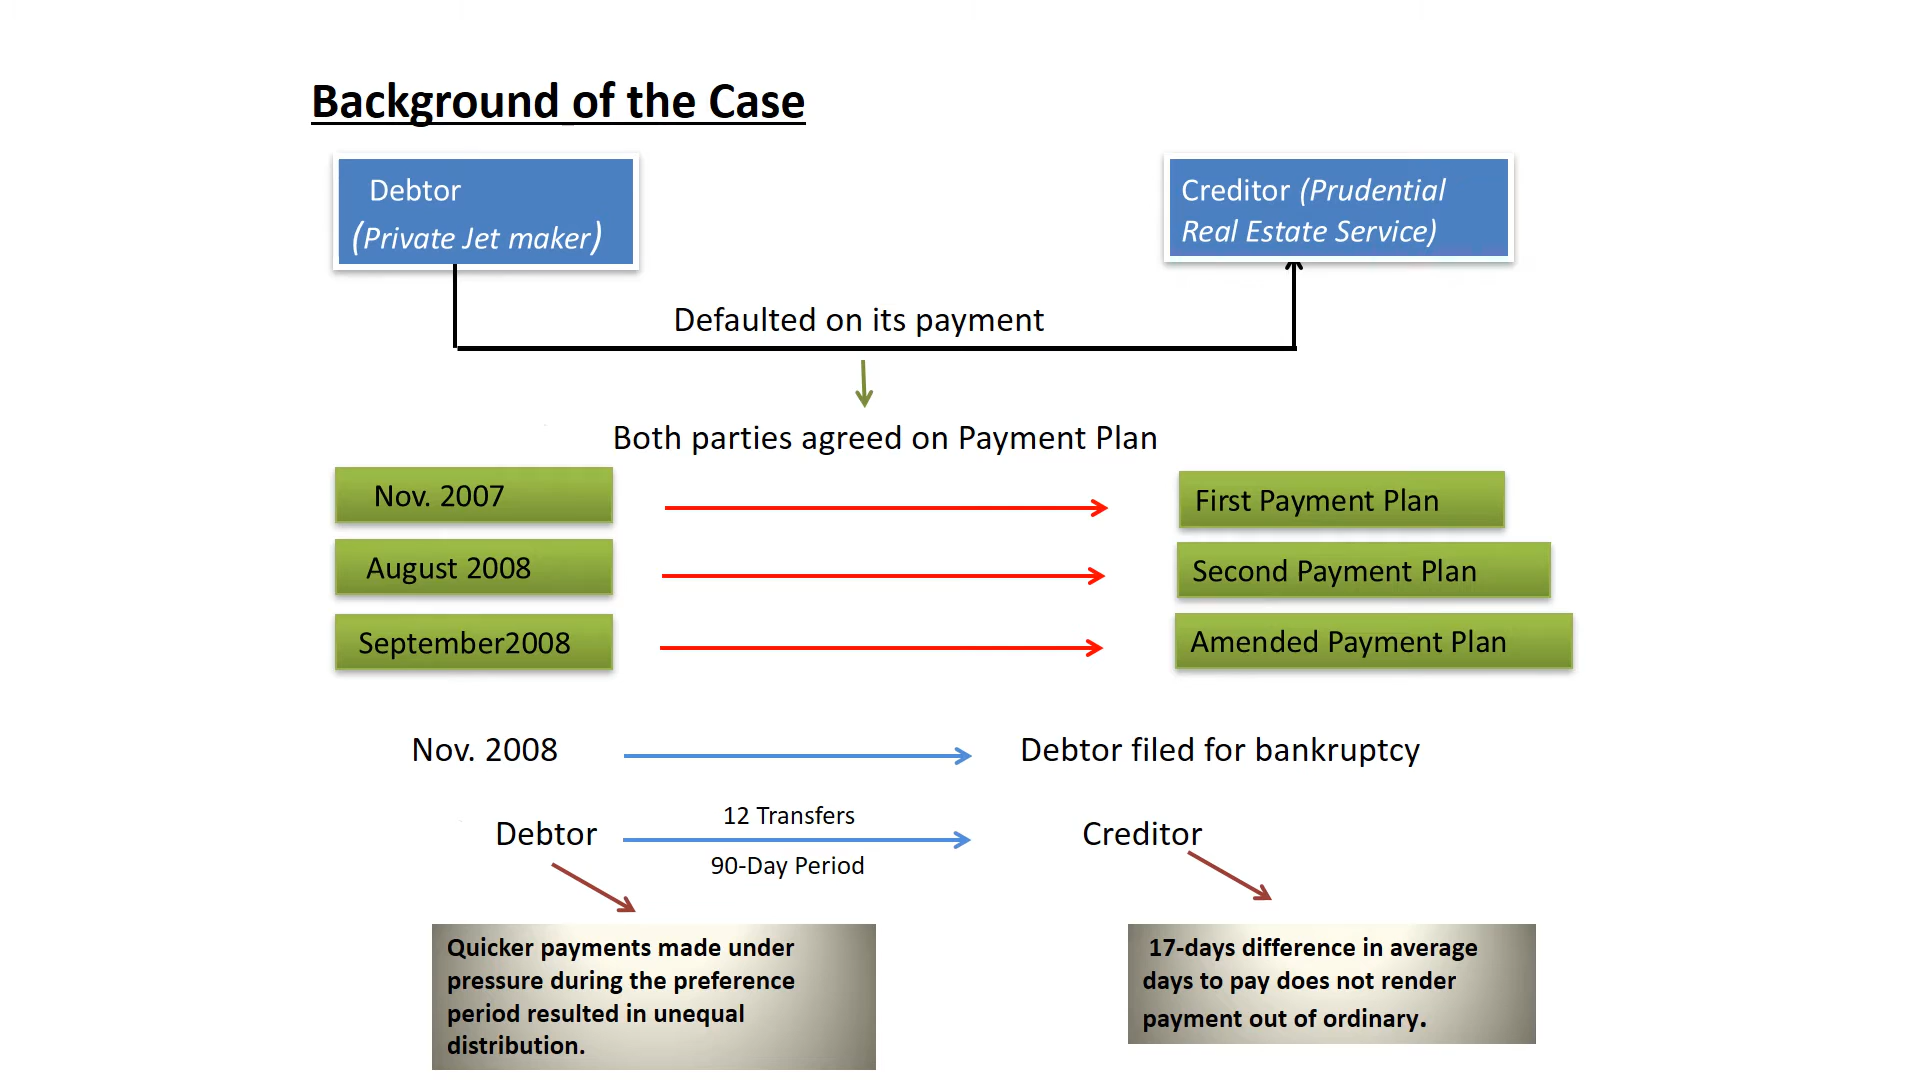 Background of the Case
Debtor
(Private Jet maker)
Creditor (Prudential
Real Estate Service)
Defaulted on its payment
Both parties agreed on Payment Plan
Nov. 2007
First Payment Plan
August 2008
Second Payment Plan
September2008
Amended Payment Plan
Nov. 2008
Debtor filed for bankruptcy
12 Transfers
Debtor
Creditor
90-Day Period
Quicker payments made under
pressure during the preference
period resulted in unequal
distribution.
17-days difference in average
days to pay does not render
payment out of ordinary.